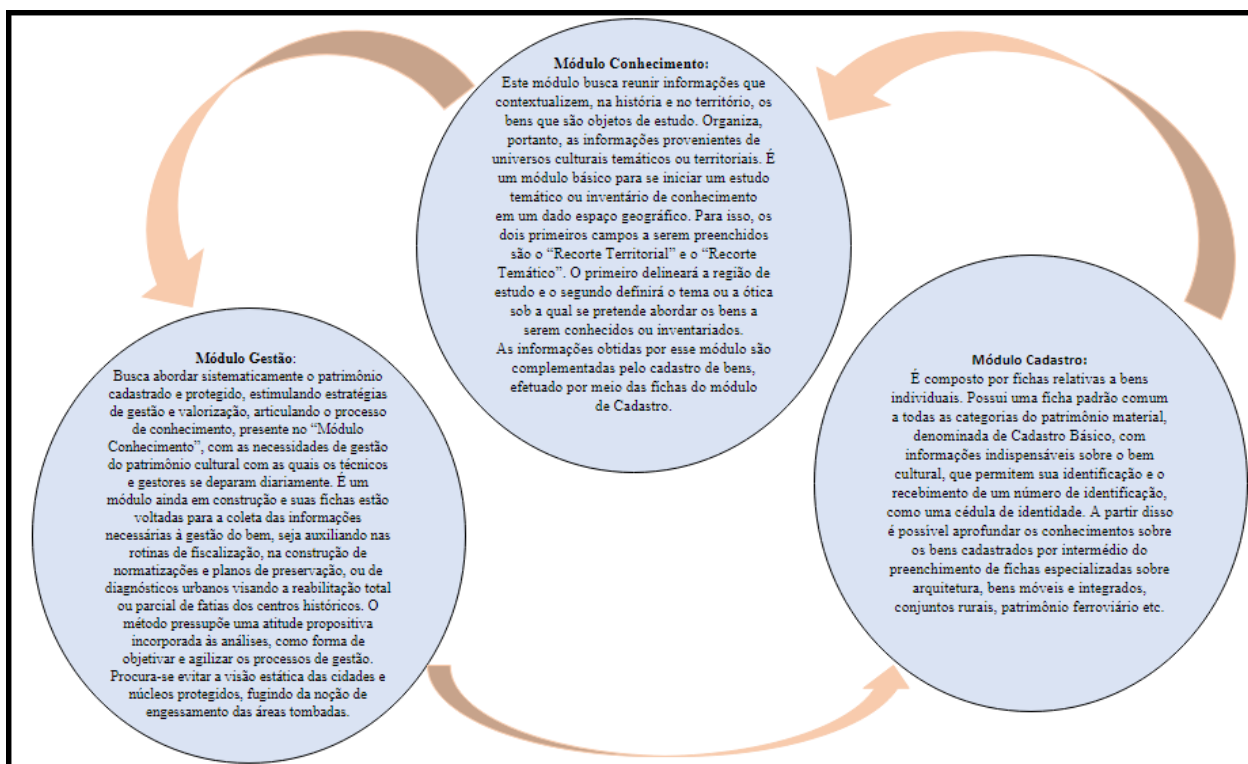 Módulo Conhecimento:
Este módulo busca reunir informações que
contextualizem, na história e no território, os
bens que são objetos de estudo. Organiza,
portanto, as informações provenientes de
universos culturais temáticos ou territoriais. É
um módulo básico para se iniciar um estudo
temático ou inventário de conhecimento
em um dado espaço geográfico. Para isso, os
dois primeiros campos a serem preenchidos
são o “Recorte Territorial” e o “Recorte
Temático”. O primeiro delineará a região de
estudo e o segundo definirá o tema ou a ótica
sob a qual se pretende abordar os bens a
serem conhecidos ou inventariados.
As informações obtidas por esse módulo são
complementadas pelo cadastro de bens,
efetuado por meio das fichas do módulo
de Cadastro.
Módulo Gestão:
Busca abordar sistematicamente o patrimônio
cadastrado e protegido, estimulando estratégias
de gestão e valorização, articulando o processo
de conhecimento, presente no “Módulo
Conhecimento”, com as necessidades de gestão
do patrimônio cultural com as quais os técnicos
e gestores se deparam diariamente. É um
módulo ainda em construção e suas fichas estão
voltadas para a coleta das informações
necessárias à gestão do bem, seja auxiliando nas
rotinas de fiscalização, na construção de
normatizações e planos de preservação, ou de
diagnósticos urbanos visando a reabilitação total
ou parcial de fatias dos centros históricos. O
método pressupõe uma atitude propositiva
incorporada às análises, como forma de
objetivar e agilizar os processos de gestão.
Procura-se evitar a visão estática das cidades e
núcleos protegidos, fugindo da noção de
engessamento das áreas tombadas.
Módulo Cadastro:
É composto por fichas relativas a bens
individuais. Possui uma ficha padrão comum
a todas as categorias do patrimônio material,
denominada de Cadastro Básico, com
informações indispensáveis sobre o bem
cultural, que permitem sua identificação e o
recebimento de um número de identificação,
como uma cédula de identidade. A partir disso
é possível aprofundar os conhecimentos sobre
os bens cadastrados por intermédio do
preenchimento de fichas especializadas sobre
arquitetura, bens móveis e integrados,
conjuntos rurais, patrimônio ferroviário etc.